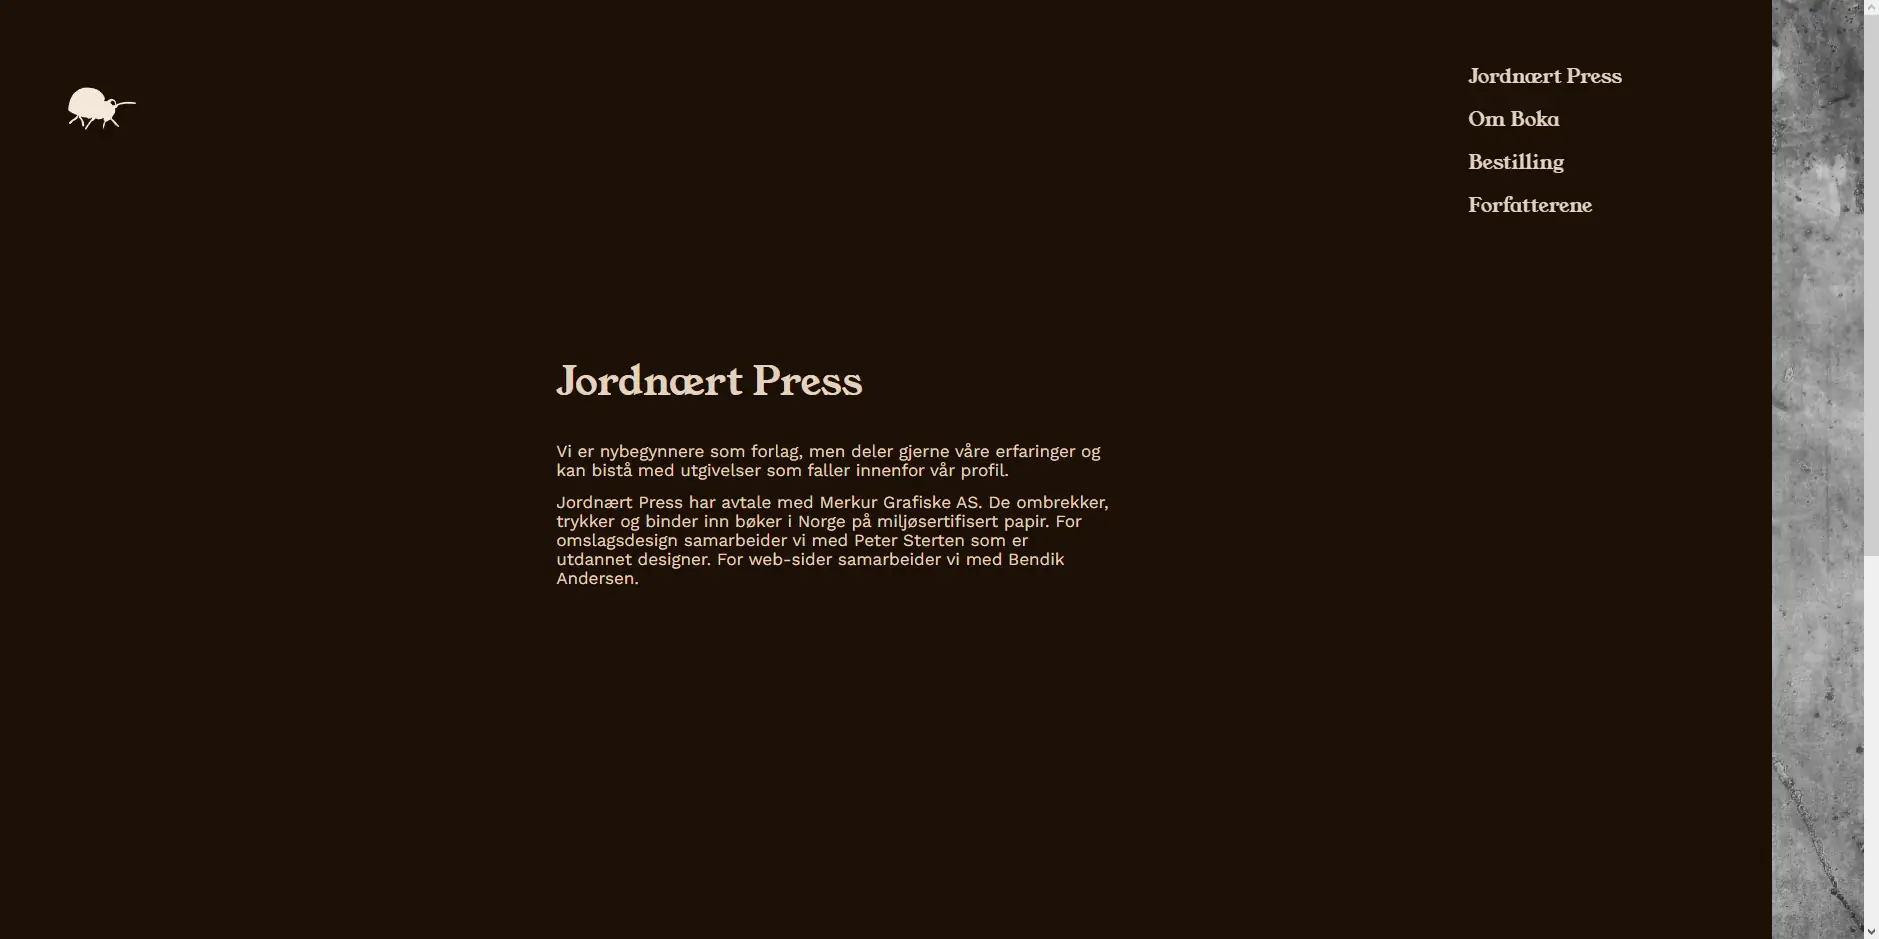 Jordnært Press
Om Boka
Bestilling
Forfatterene
Jordnært Press
Vi er nybegynnere som forlag, men deler gjerne våre erfaringer og
kan bistå med utgivelser som faller innenfor vår profil.
Jordnært Press har avtale med Merkur Grafiske AS. De ombrekker,
trykker og binder inn bøker i Norge på miljøsertifisert papir. For
omslagsdesign samarbeider vi med Peter Sterten som er
utdannet designer. For web-sider samarbeider vi med Bendik
Andersen.